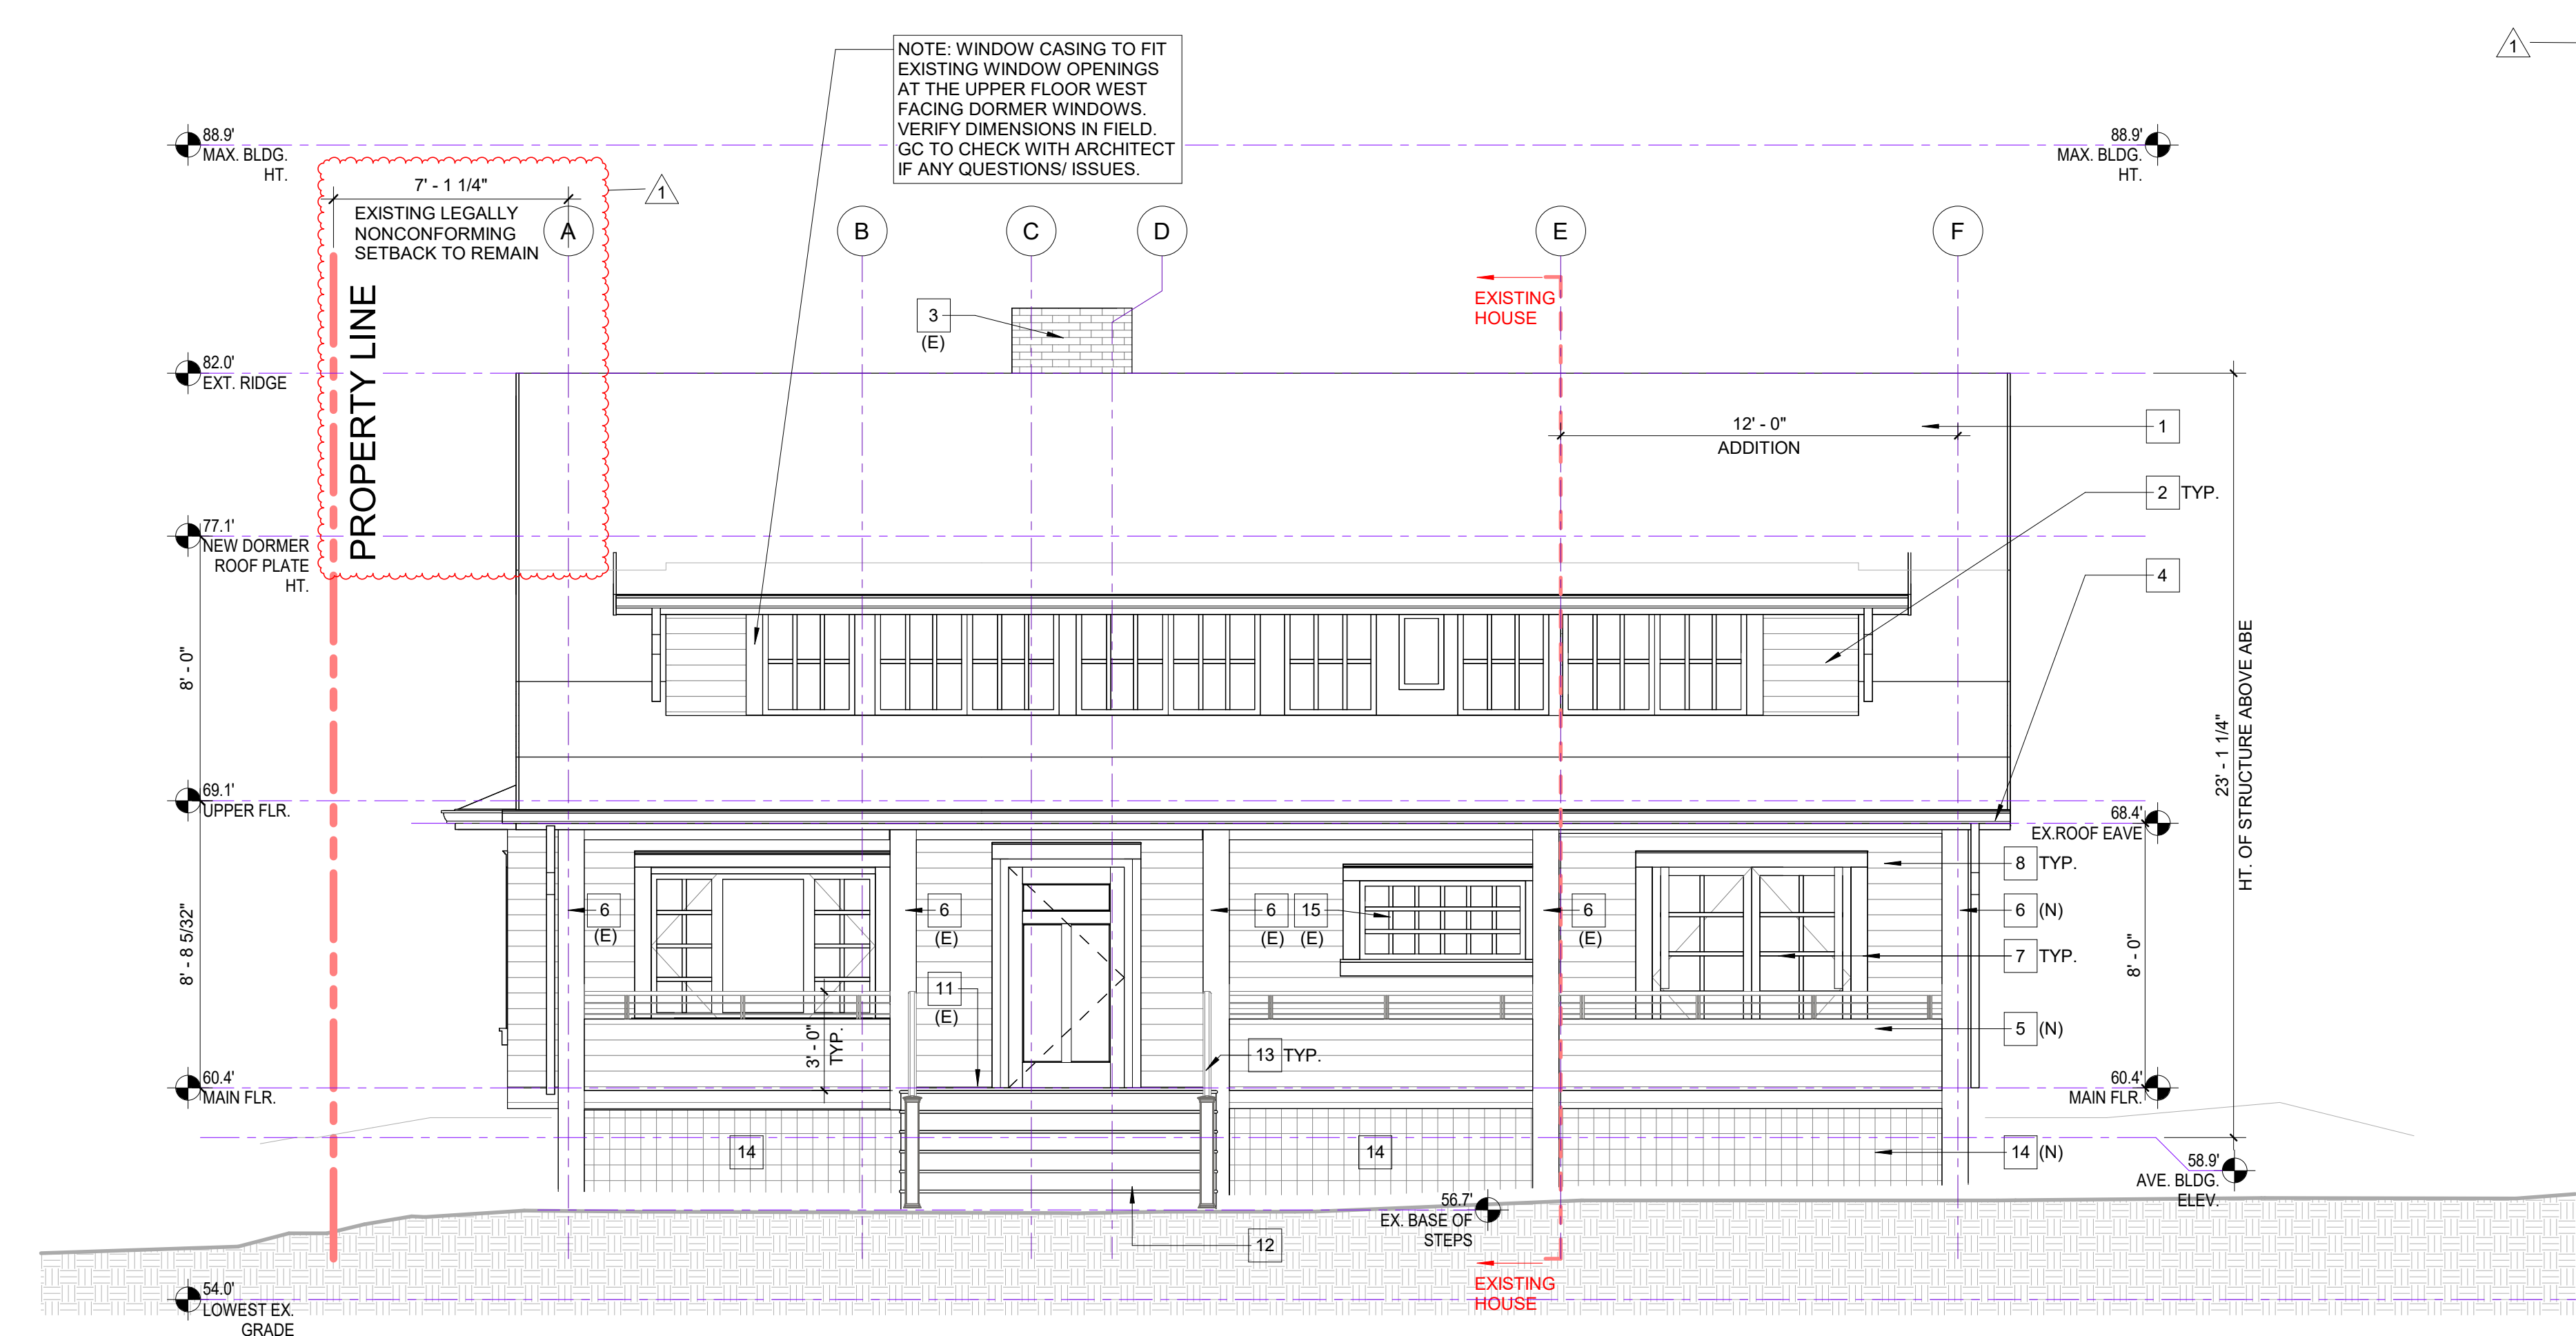 NOTE: WINDOW CASING TO FIT
EXISTING WINDOW OPENINGS
AT THE UPPER FLOOR WEST
FACING DORMER WINDOWS.
VERIFY DIMENSIONS IN FIELD.
GC TO CHECK WITH ARCHITECT
IF ANY QUESTIONS/ ISSUES.
1
88.9'
MAX. BLDG.
HT.
88.9'
MAX. BLDG.
HT.
7' - 1 1/4"
1
EXISTING LEGALLY
NONCONFORMING
SETBACK TO REMAIN
PROPERTY LINE
A
B
C
D
E
F
EXISTING
HOUSE
3
(E)
82.0'
EXT. RIDGE
12' - 0"
ADDITION
1
2 TYP.
4
77.1'
NEW DORMER
ROOF PLATE
HT.
8' - 0"
23' - 1 1/4"
HT. OF STRUCTURE ABOVE ABE
69.1'
UPPER FLR.
68.4'
EX.ROOF EAVE
8 TYP.
6
(E)
6
(E)
6
(E)
15
(E)
6
(E)
6 (N)
7 TYP.
8' - 8 5/32"
8' - 0"
11
(E)
3' - 0"
TYP.
13 TYP.
5 (N)
60.4'
MAIN FLR.
60.4'
MAIN FLR.
14
14
14 (N)
58.9'
AVE. BLDG.
ELEV.
56.7'
EX. BASE OF
STEPS
12
EXISTING
HOUSE
54.0'
LOWEST EX.
GRADE